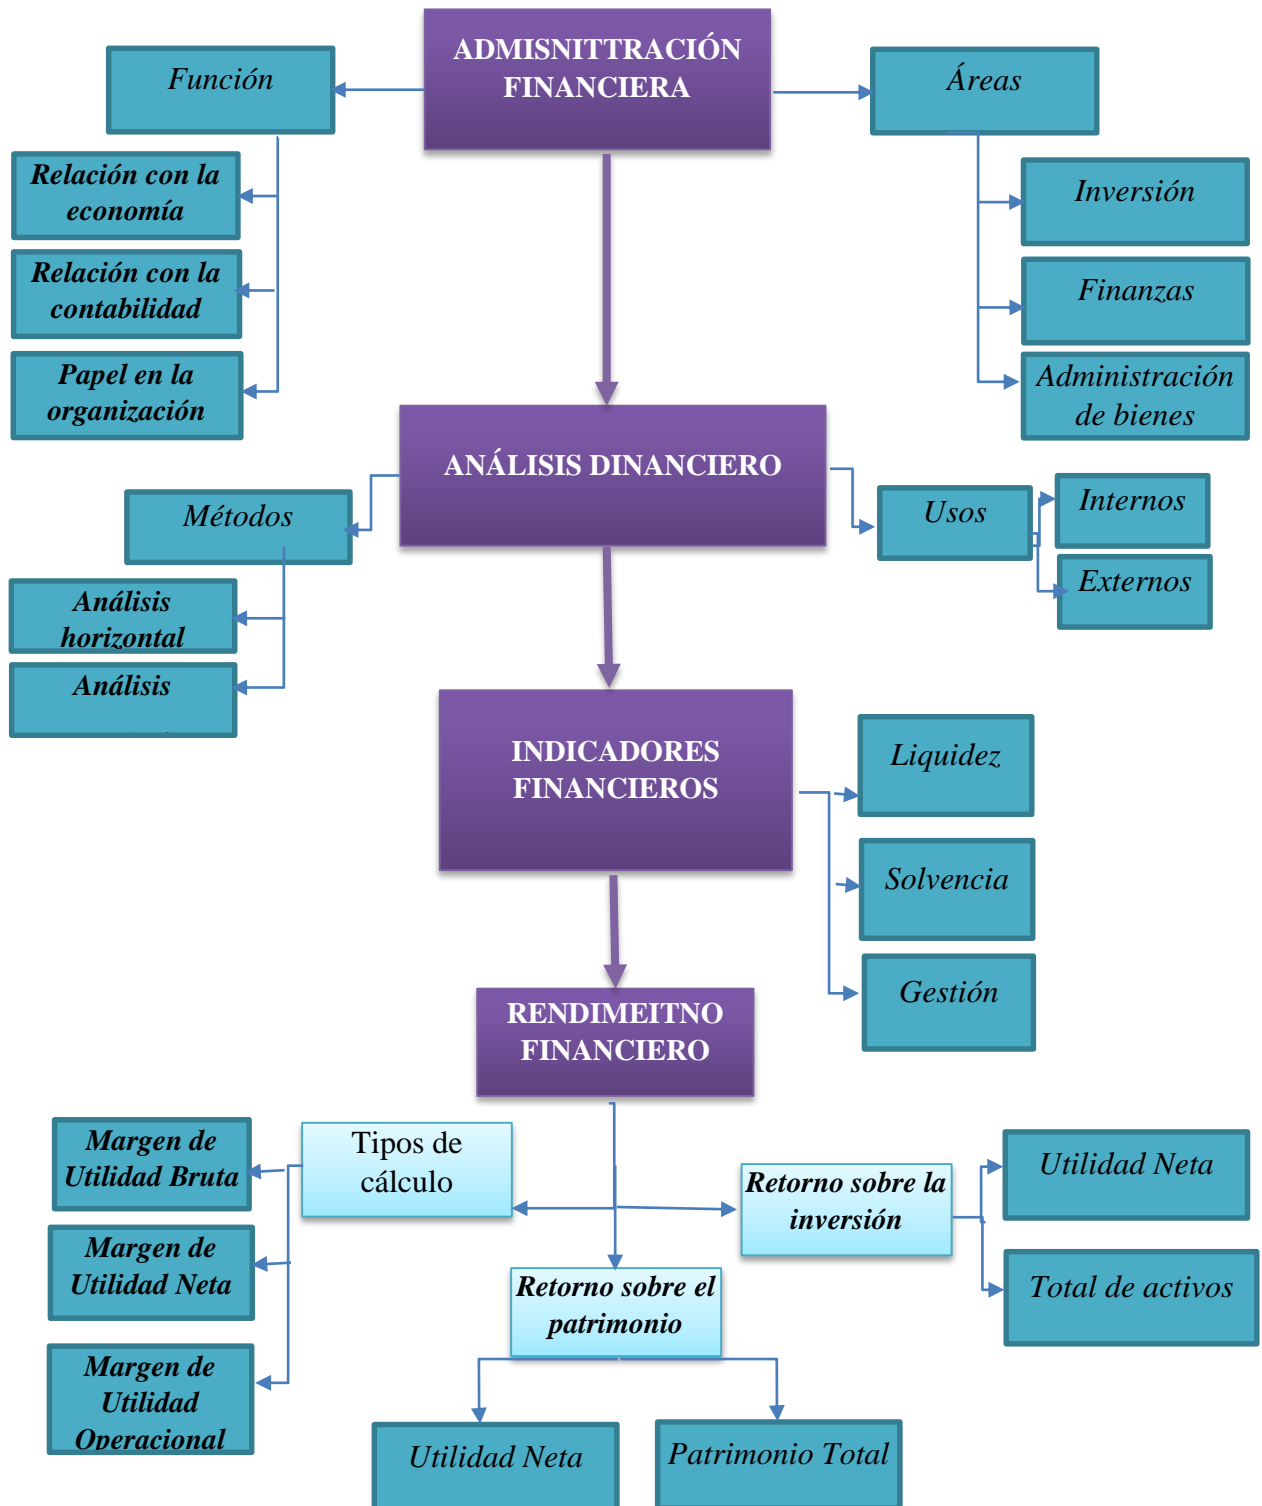 ADMISNITTRACIÓN
FINANCIERA
Función
Áreas
Relación con la
economía
Relación con la
contabilidad
Papel en la
organización
Inversión
Finanzas
Administración
de bienes
ANÁLISIS DINANCIERO
Métodos
Análisis
horizontal
Análisis
Usos
Internos
Externos
INDICADORES
FINANCIEROS
Liquidez
Solvencia
Gestión
RENDIMEITNO
FINANCIERO
Tipos de
cálculo
Margen de
Utilidad Bruta
Margen de
Utilidad Neta
Margen de
Utilidad
Operacional
Retorno sobre el
patrimonio
Utilidad Neta
Patrimonio Total
Retorno sobre la
inversión
Utilidad Neta
Total de activos